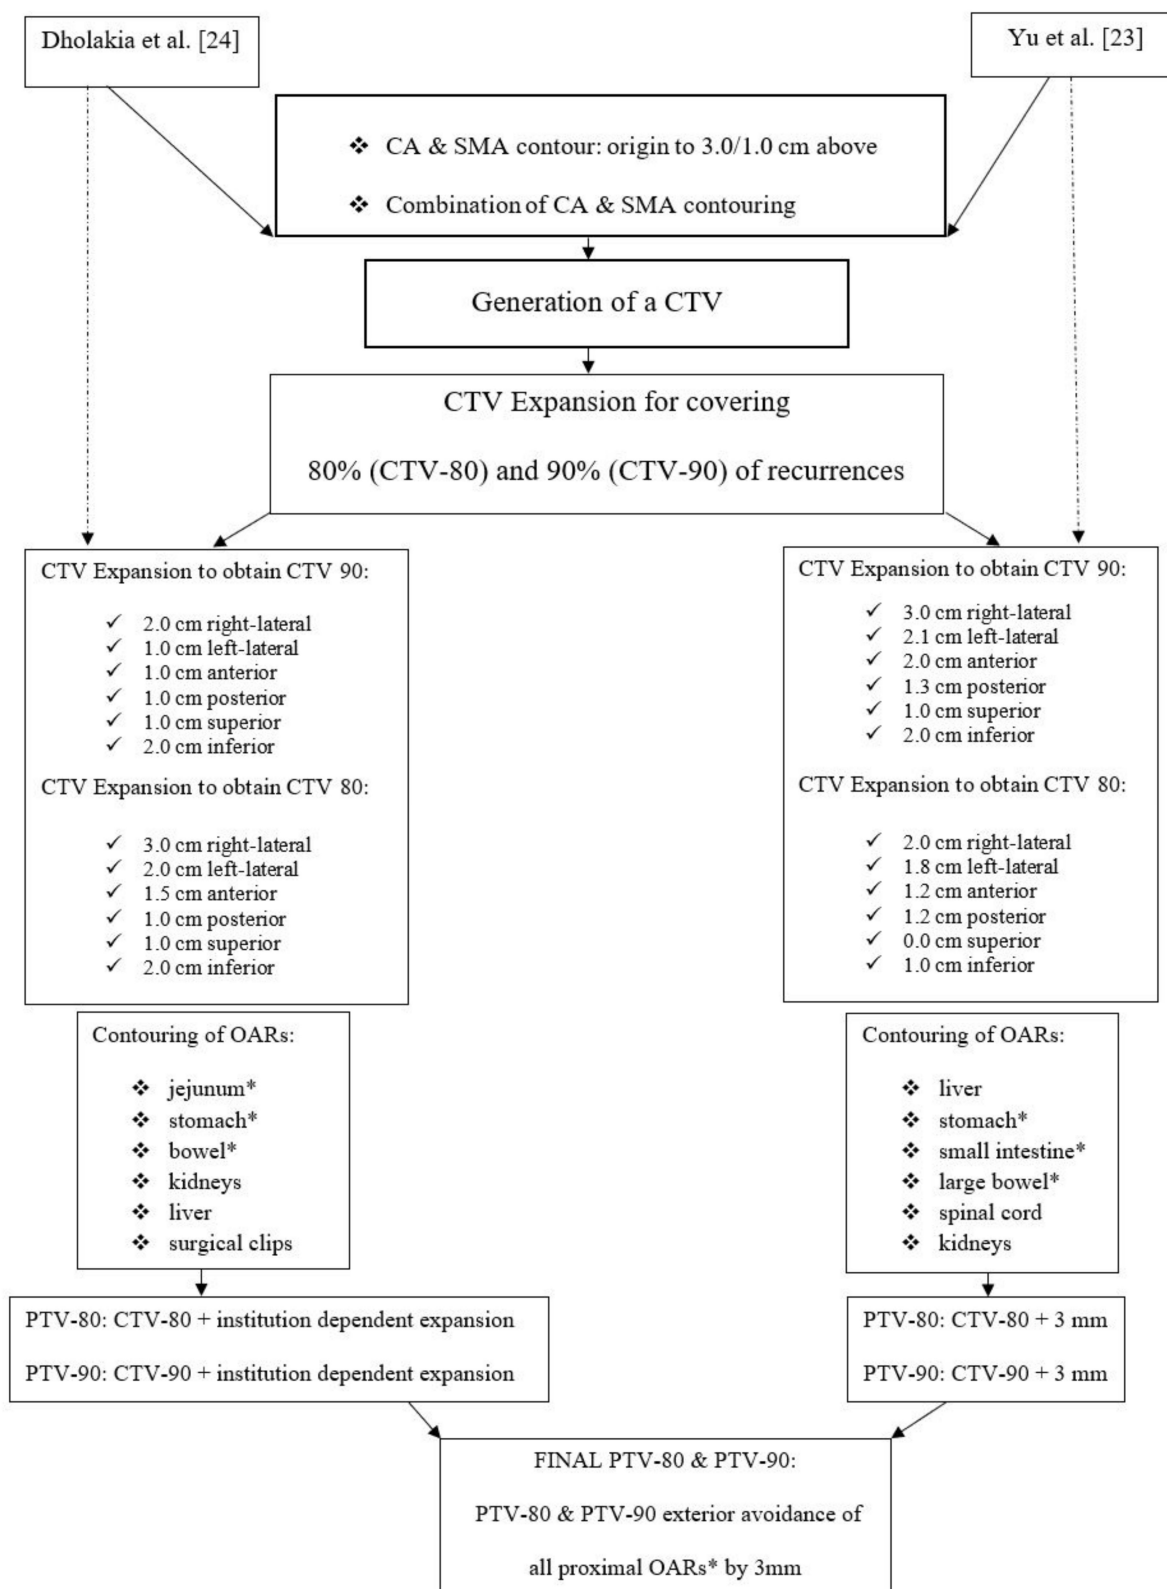 Dholakia et al. [24]
Yu et al. [23]
❖ CA & SMA contour: origin to 3.0/1.0 cm above
❖ Combination of CA & SMA contouring
Generation of a CTV
CTV Expansion for covering
80% (CTV-80) and 90% (CTV-90) of recurrences
CTV Expansion to obtain CTV 90:
✓ 2.0 cm right-lateral
✓ 1.0 cm left-lateral
✓ 1.0 cm anterior
✓ 1.0 cm posterior
✓ 1.0 cm superior
✓ 2.0 cm inferior
CTV Expansion to obtain CTV 80:
✓ 3.0 cm right-lateral
✓ 2.0 cm left-lateral
✓ 1.5 cm anterior
✓ 1.0 cm posterior
✓ 1.0 cm superior
✓ 2.0 cm inferior
CTV Expansion to obtain CTV 90:
✓ 3.0 cm right-lateral
✓ 2.1 cm left-lateral
✓ 2.0 cm anterior
✓ 1.3 cm posterior
✓ 1.0 cm superior
✓ 2.0 cm inferior
CTV Expansion to obtain CTV 80:
✓ 2.0 cm right-lateral
✓ 1.8 cm left-lateral
✓ 1.2 cm anterior
✓ 1.2 cm posterior
✓ 0.0 cm superior
✓ 1.0 cm inferior
Contouring of OARs:
❖ jejunum*
❖ stomach*
❖ bowel*
❖ kidneys
❖ liver
❖ surgical clips
Contouring of OARs:
❖ liver
❖ stomach*
❖ small intestine*
❖ large bowel*
❖ spinal cord
❖ kidneys
PTV-80: CTV-80 + institution dependent expansion
PTV-90: CTV-90 + institution dependent expansion
PTV-80: CTV-80 + 3 mm
PTV-90: CTV-90 + 3 mm
FINAL PTV-80 & PTV-90:
PTV-80 & PTV-90 exterior avoidance of
all proximal OARs* by 3mm